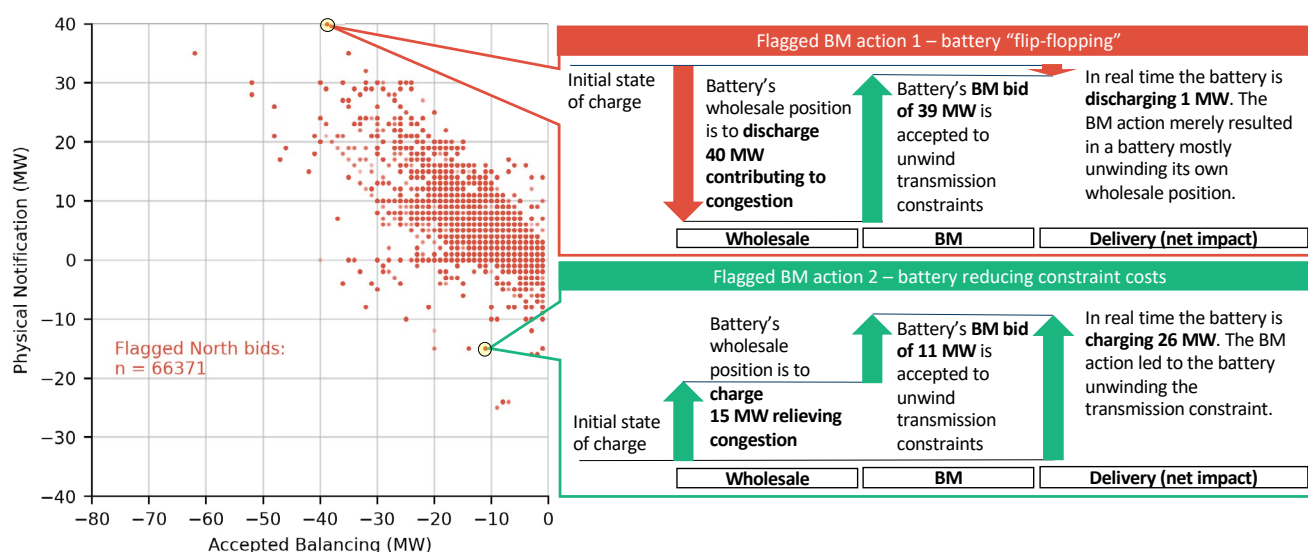 Physical Notification (MW)
40
30
20
10
0
−10
−20
−30
−40
Flagged North bids:
n = 66371
−80
−70
−60
−50
−40
−30
−20
−10
0
Accepted Balancing (MW)
Flagged BM action 1 – battery “flip-flopping”
Initial state
of charge
Battery’s
wholesale position
is to discharge
40 MW
contributing to
congestion
Battery’s BM bid
of 39 MW is
accepted to
unwind
transmission
constraints
In real time the battery is
discharging 1 MW. The
BM action merely resulted
in a battery mostly
unwinding its own
wholesale position.
Wholesale
BM
Delivery (net impact)
Flagged BM action 2 – battery reducing constraint costs
Initial state
of charge
Battery’s
wholesale
position is to
charge
15 MW relieving
congestion
Battery’s BM bid
of 11 MW is
accepted to
unwind
transmission
constraints
In real time the battery is
charging 26 MW. The BM
action led to the battery
unwinding the
transmission constraint.
Wholesale
BM
Delivery (net impact)